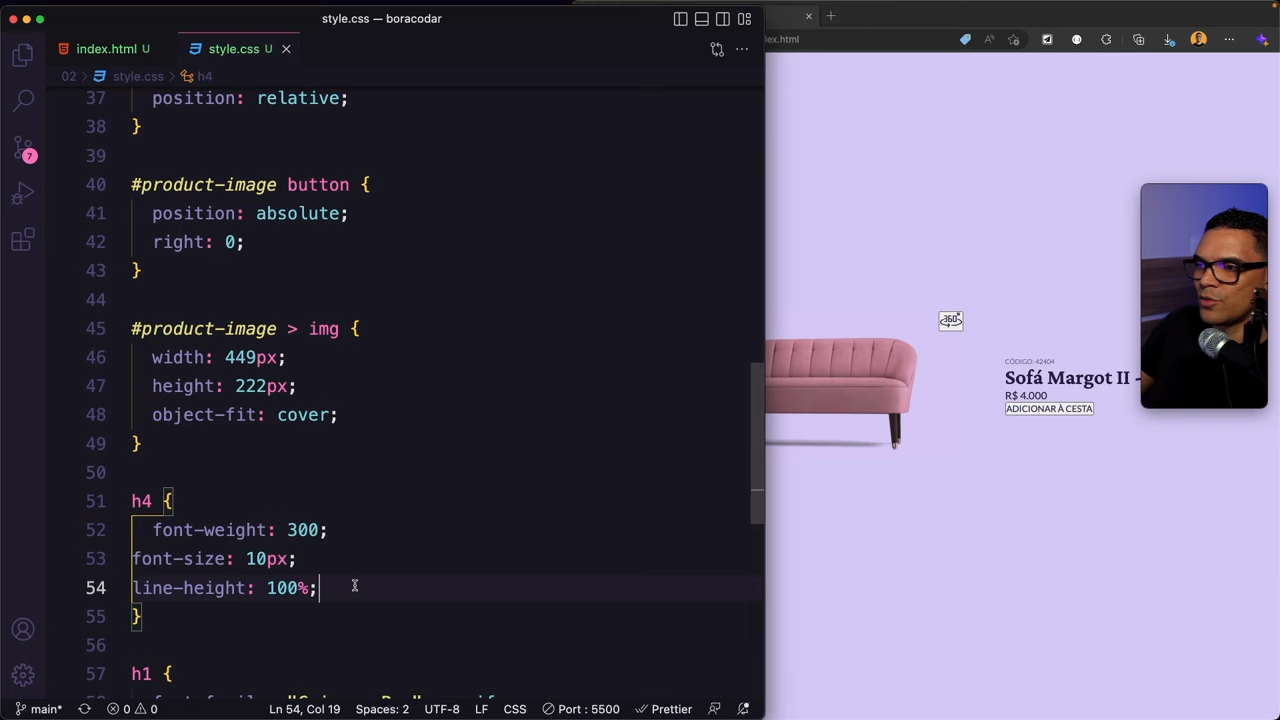 style.css — boracodar
index.html U
style.css U
02 > style.css > h4
dex.html
37 position: relative;
38 }
39
40 #product-image button {
41 position: absolute;
42 right: 0;
43 }
44
45 #product-image > img {
46 width: 449px;
47 height: 222px;
48 object-fit: cover;
49 }
50
51 h4 {
52 font-weight: 300;
53 font-size: 10px;
54 line-height: 100%;
55 }
56
57 h1 {
7
360°
CÓDIGO: 42404
Sofá Margot II -
R$ 4.000
ADICIONAR À CESTA
main* 0 0 Ln 54, Col 19 Spaces: 2 UTF-8 LF CSS Port : 5500 Prettier